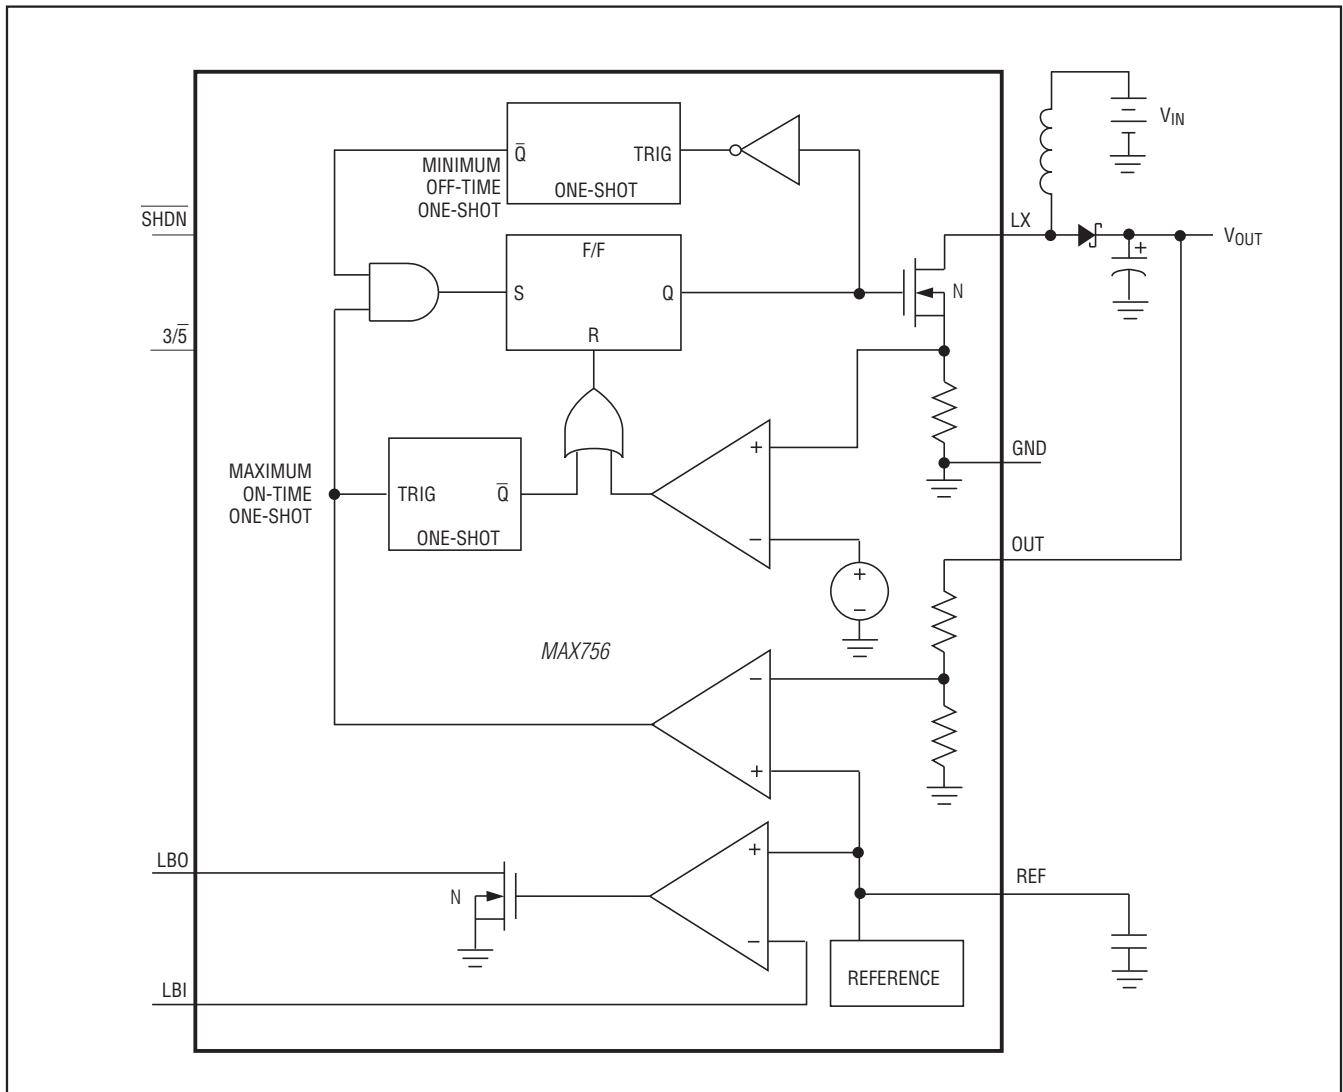 V_IN
Q̅
TRIG
MINIMUM
OFF-TIME
ONE-SHOT
ONE-SHOT
S̅H̅D̅N̅
LX
V_OUT
F/F
S
Q
R
N
3/5̅
+
GND
MAXIMUM
ON-TIME
ONE-SHOT
TRIG
Q̅
ONE-SHOT
+
−
OUT
+
−
MAX756
−
+
LBO
N
+
−
REF
REFERENCE
LBI